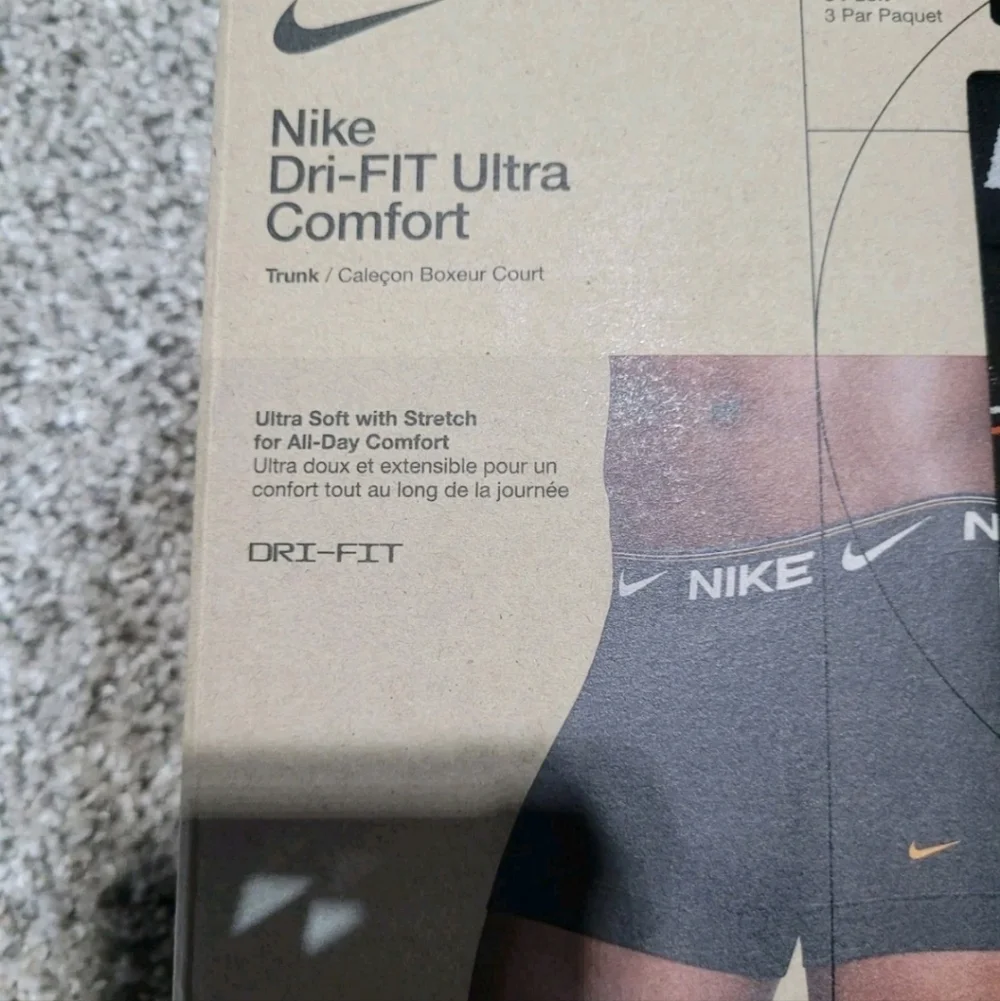 3 Par Paquet
Nike
Dri-FIT Ultra
Comfort
Trunk / Caleçon Boxeur Court
Ultra Soft with Stretch
for All-Day Comfort
Ultra doux et extensible pour un
confort tout au long de la journée
DRI-FIT
NIKE
N